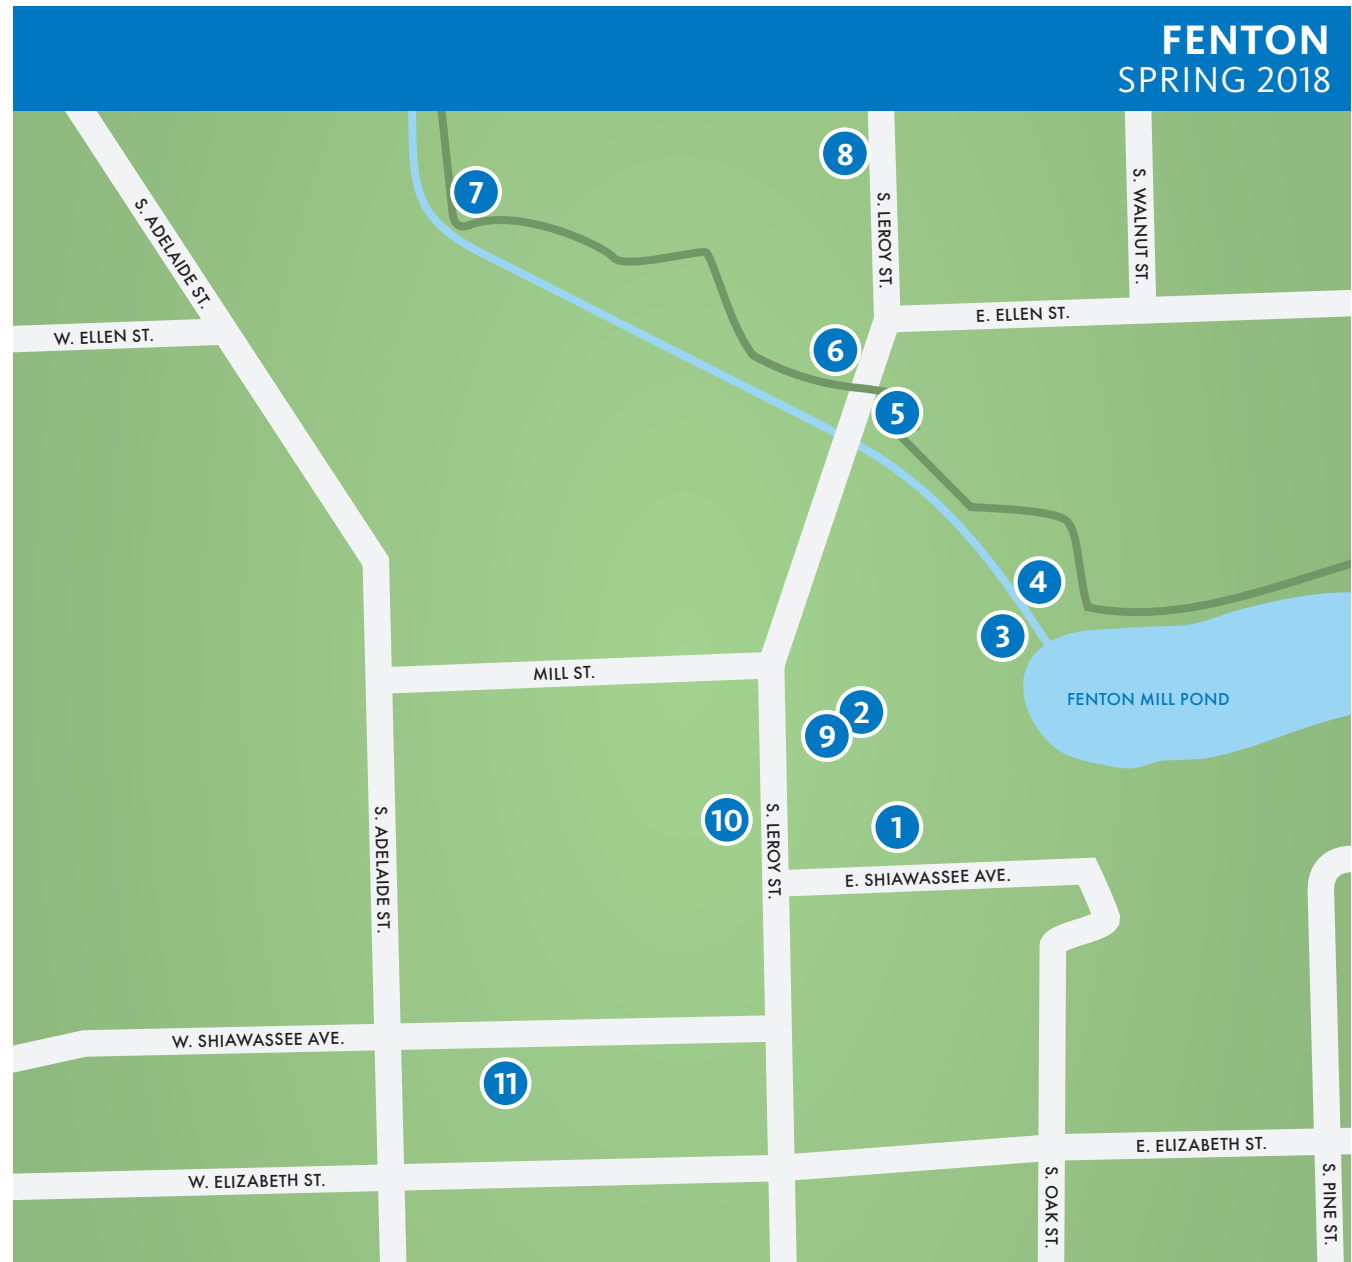 FENTON
SPRING 2018
8
7
S. ADELAIDE ST.
S. LEROY ST.
S. WALNUT ST.
W. ELLEN ST.
E. ELLEN ST.
6
5
4
3
MILL ST.
FENTON MILL POND
2
9
10
1
S. ADELAIDE ST.
S. LEROY ST.
E. SHIAWASSEE AVE.
W. SHIAWASSEE AVE.
11
E. ELIZABETH ST.
W. ELIZABETH ST.
S. OAK ST.
S. PINE ST.